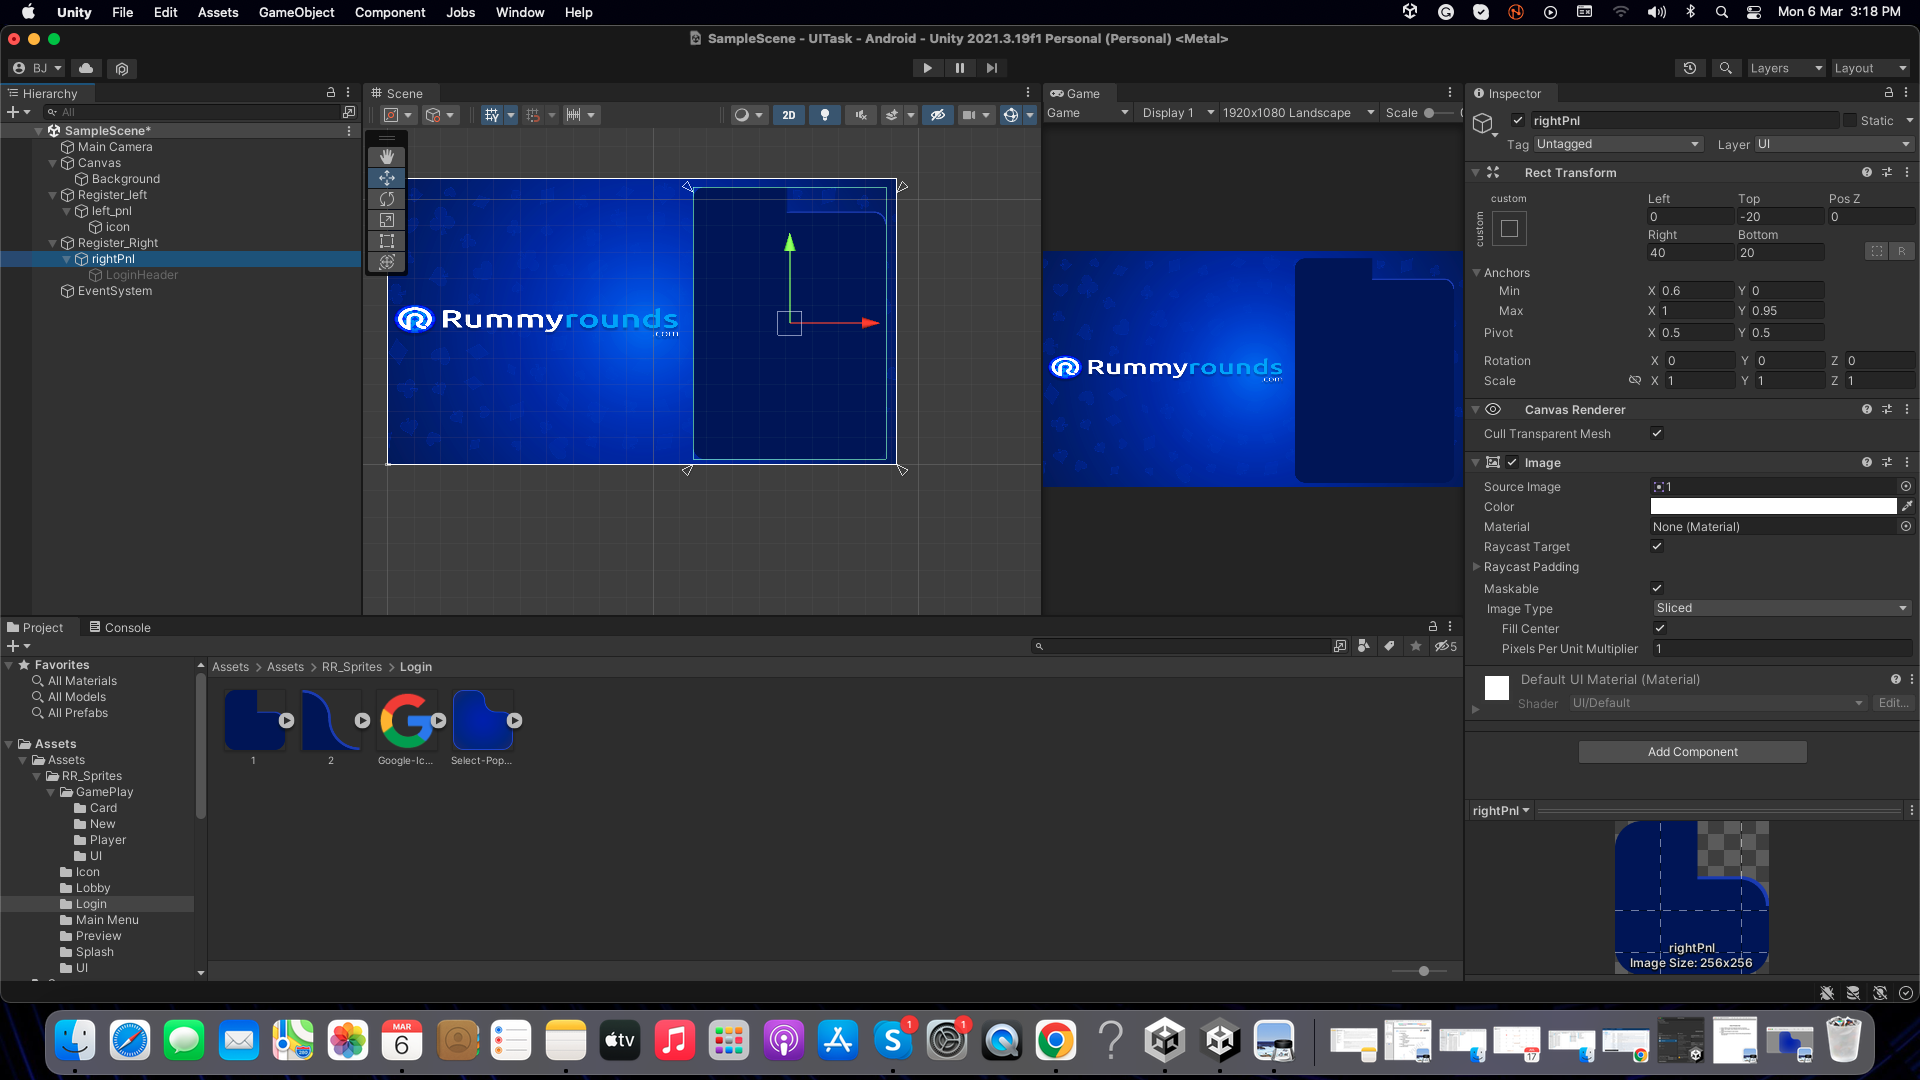 Unity File Edit Assets GameObject Component Jobs Window Help
Mon 6 Mar 3:18 PM
SampleScene - UITask - Android - Unity 2021.3.19f1 Personal (Personal) <Metal>
BJ
Layers
Layout
Hierarchy
All
SampleScene*
Main Camera
Canvas
Background
Register_left
left_pnl
icon
Register_Right
rightPnl
LoginHeader
EventSystem
Scene
2D
Rummyrounds
.com
Game
Game
Display 1
1920x1080 Landscape
Scale
Rummyrounds
.com
Inspector
rightPnl
Static
Tag Untagged
Layer UI
Rect Transform
custom
custom
Left Top Pos Z
0 -20 0
Right Bottom
40 20
R
Anchors
Min X 0.6 Y 0
Max X 1 Y 0.95
Pivot X 0.5 Y 0.5
Rotation X 0 Y 0 Z 0
Scale X 1 Y 1 Z 1
Canvas Renderer
Cull Transparent Mesh
Image
Source Image 1
Color
Material None (Material)
Raycast Target
Raycast Padding
Maskable
Image Type Sliced
Fill Center
Pixels Per Unit Multiplier 1
Default UI Material (Material)
Shader UI/Default Edit...
Add Component
rightPnl
rightPnl
Image Size: 256x256
Project
Console
5
Favorites
All Materials
All Models
All Prefabs
Assets
Assets
RR_Sprites
GamePlay
Card
New
Player
UI
Icon
Lobby
Login
Main Menu
Preview
Splash
UI
Assets > Assets > RR_Sprites > Login
1
2
Google-Ic...
Select-Pop...
MAR
6
tv
1
1
17